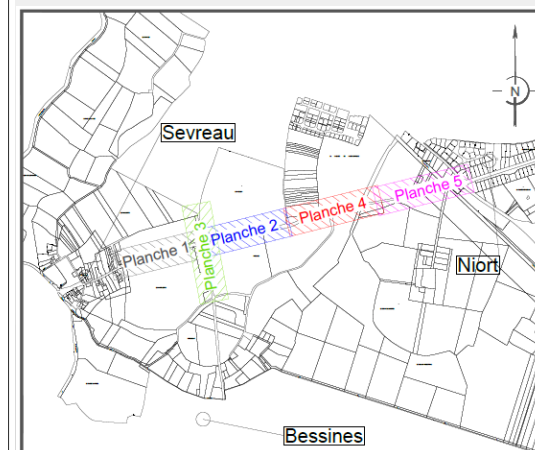 N
Sevreau
Planche 5
Planche 4
Planche 3
Planche 2
Planche 1
Niort
Bessines